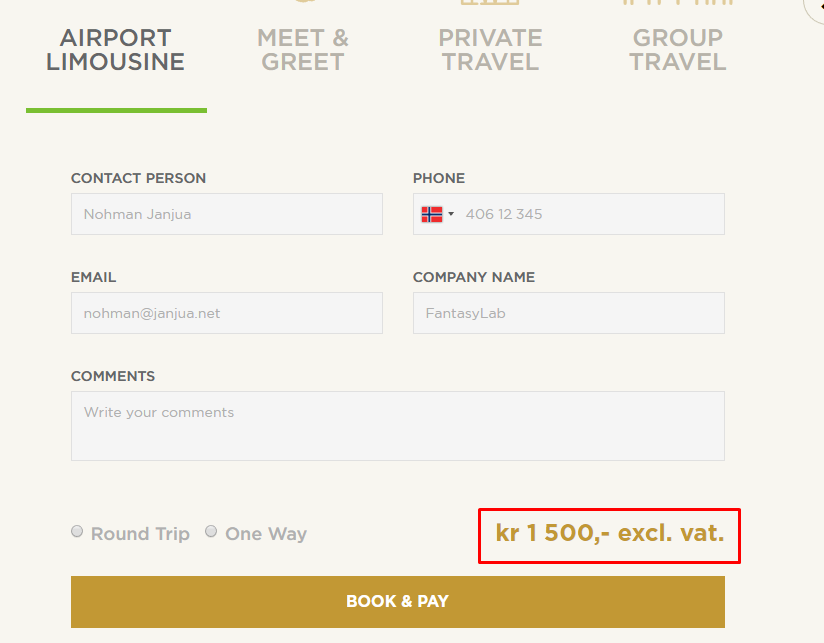 AIRPORT
LIMOUSINE
MEET &
GREET
PRIVATE
TRAVEL
GROUP
TRAVEL
CONTACT PERSON
Nohman Janjua
PHONE
406 12 345
EMAIL
nohman@janjua.net
COMPANY NAME
FantasyLab
COMMENTS
Write your comments
Round Trip One Way
kr 1 500,- excl. vat.
BOOK & PAY